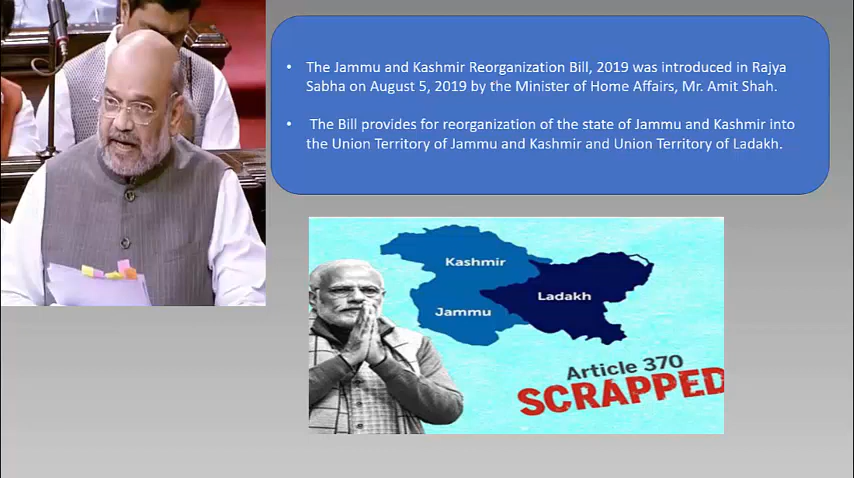 • The Jammu and Kashmir Reorganization Bill, 2019 was introduced in Rajya
Sabha on August 5, 2019 by the Minister of Home Affairs, Mr. Amit Shah.
• The Bill provides for reorganization of the state of Jammu and Kashmir into
the Union Territory of Jammu and Kashmir and Union Territory of Ladakh.
Kashmir
Ladakh
Jammu
Article 370
SCRAPPED